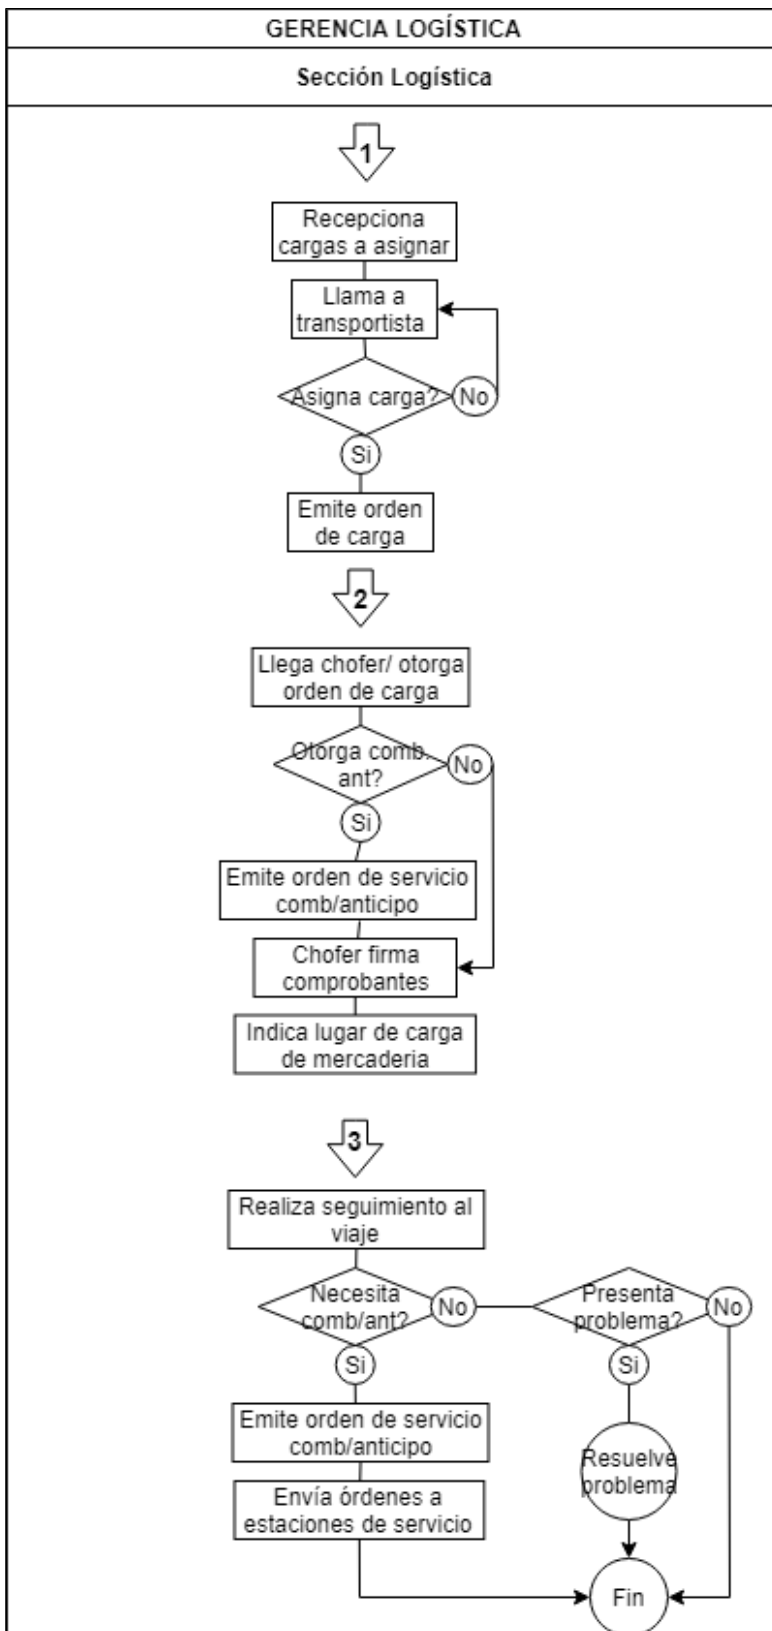 GERENCIA LOGÍSTICA
Sección Logística
1
Recepciona
cargas a asignar
Llama a
transportista
Asigna carga?
No
Si
Emite orden
de carga
2
Llega chofer/ otorga
orden de carga
Otorga comb.
ant?
No
Si
Emite orden de servicio
comb/anticipo
Chofer firma
comprobantes
Indica lugar de carga
de mercaderia
3
Realiza seguimiento al
viaje
Necesita
comb/ant?
No
Presenta
problema?
No
Si
Si
Emite orden de servicio
comb/anticipo
Resuelve
problema
Envía órdenes a
estaciones de servicio
Fin